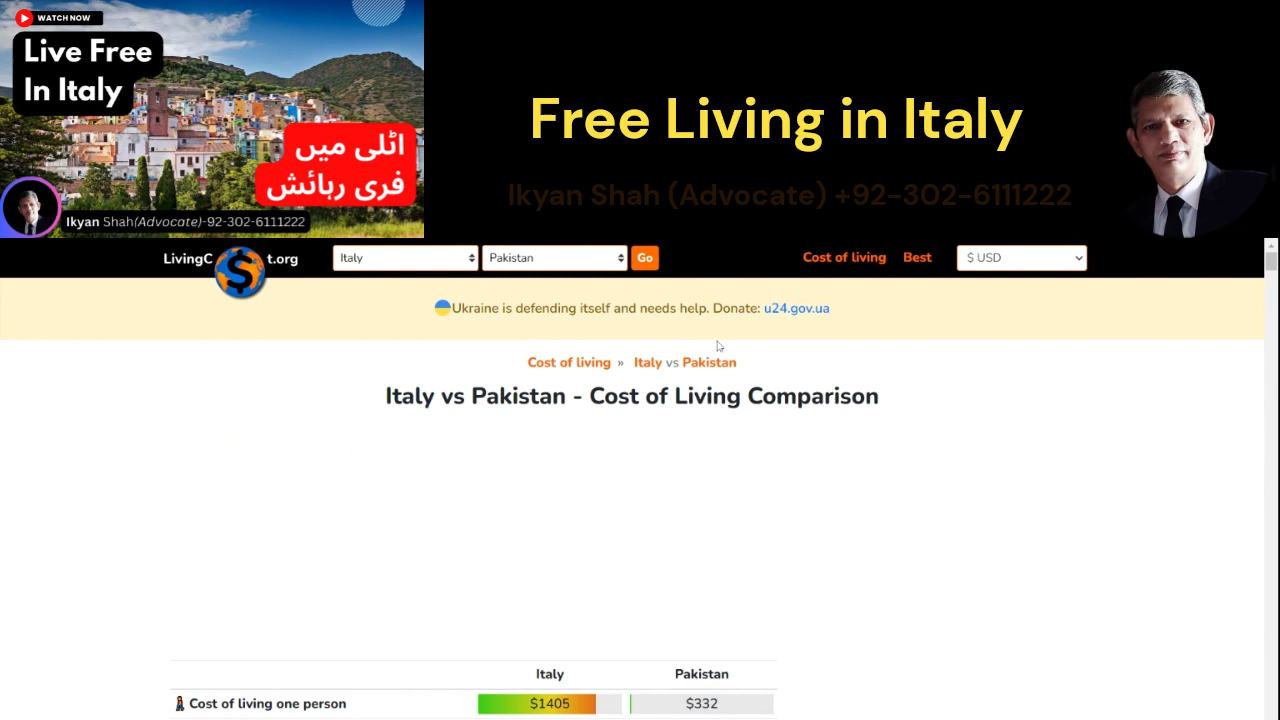 WATCH NOW
Live Free
In Italy
اٹلی میں
فری رہائش
Ikyan Shah(Advocate)-92-302-6111222
Free Living in Italy
Ikyan Shah (Advocate) +92-302-6111222
LivingC$t.org
Italy
Pakistan
Go
Cost of living
Best
$ USD
Ukraine is defending itself and needs help. Donate: u24.gov.ua
Cost of living » Italy vs Pakistan
Italy vs Pakistan - Cost of Living Comparison
Italy Pakistan
Cost of living one person $1405 $332